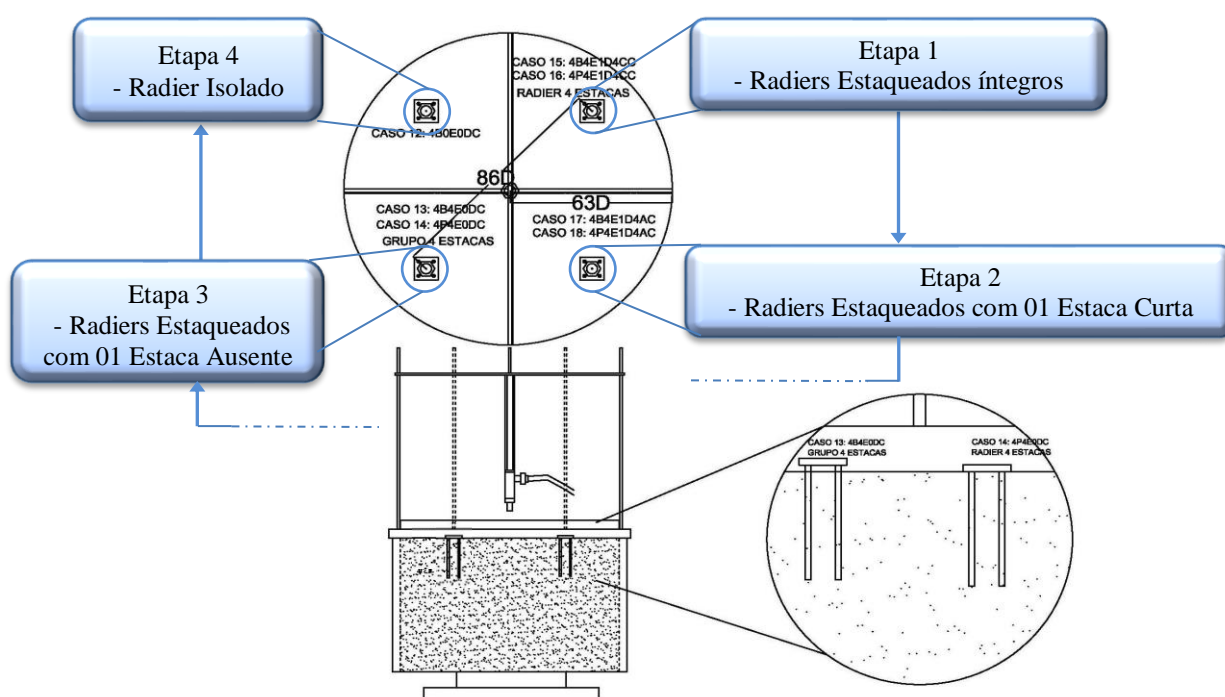 Etapa 4
- Radier Isolado
Etapa 1
- Radiers Estaqueados íntegros
CASO 15: 4B4E1D4CC
CASO 16: 4P4E1D4CC
RADIER 4 ESTACAS
CASO 12: 4B0E0DC
86D
63D
CASO 13: 4B4E0DC
CASO 14: 4P4E0DC
GRUPO 4 ESTACAS
CASO 17: 4B4E1D4AC
CASO 18: 4P4E1D4AC
Etapa 3
- Radiers Estaqueados
com 01 Estaca Ausente
Etapa 2
- Radiers Estaqueados com 01 Estaca Curta
CASO 13: 4B4E0DC
GRUPO 4 ESTACAS
CASO 14: 4P4E0DC
RADIER 4 ESTACAS